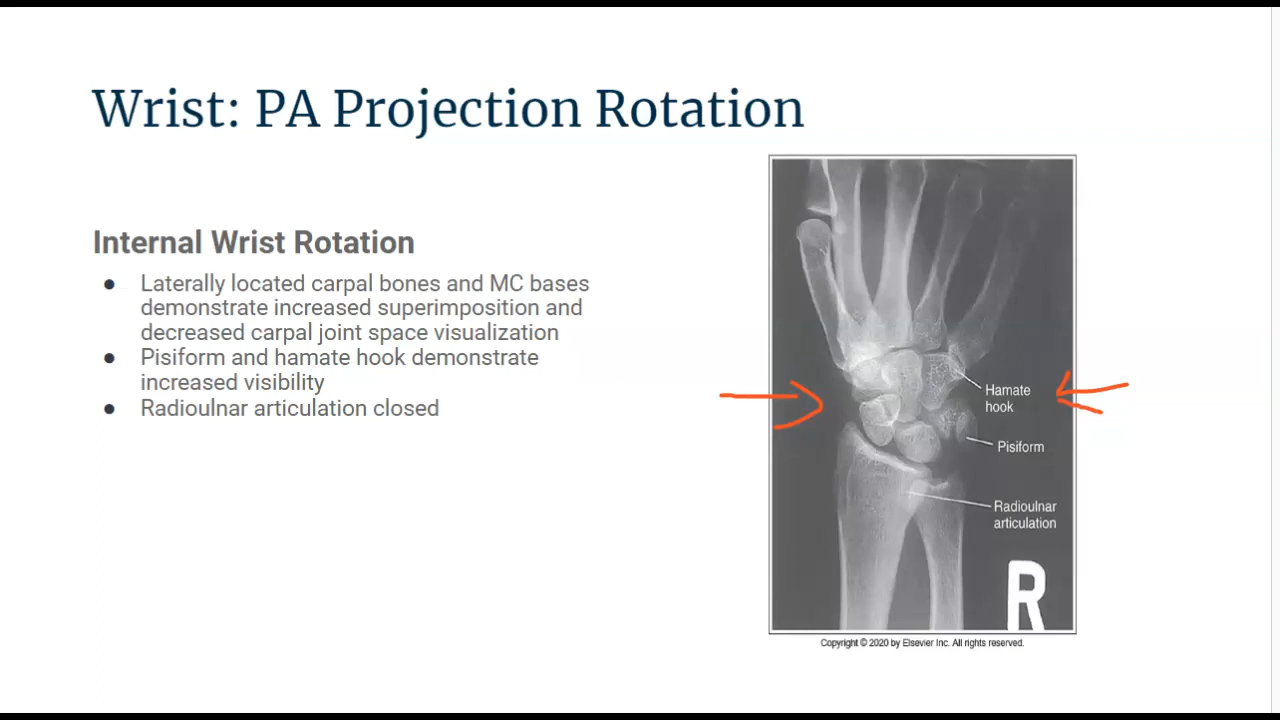 Wrist: PA Projection Rotation
Internal Wrist Rotation
● Laterally located carpal bones and MC bases
demonstrate increased superimposition and
decreased carpal joint space visualization
● Pisiform and hamate hook demonstrate
increased visibility
● Radioulnar articulation closed
Hamate
hook
Pisiform
Radioulnar
articulation
R
Copyright © 2020 by Elsevier Inc. All rights reserved.